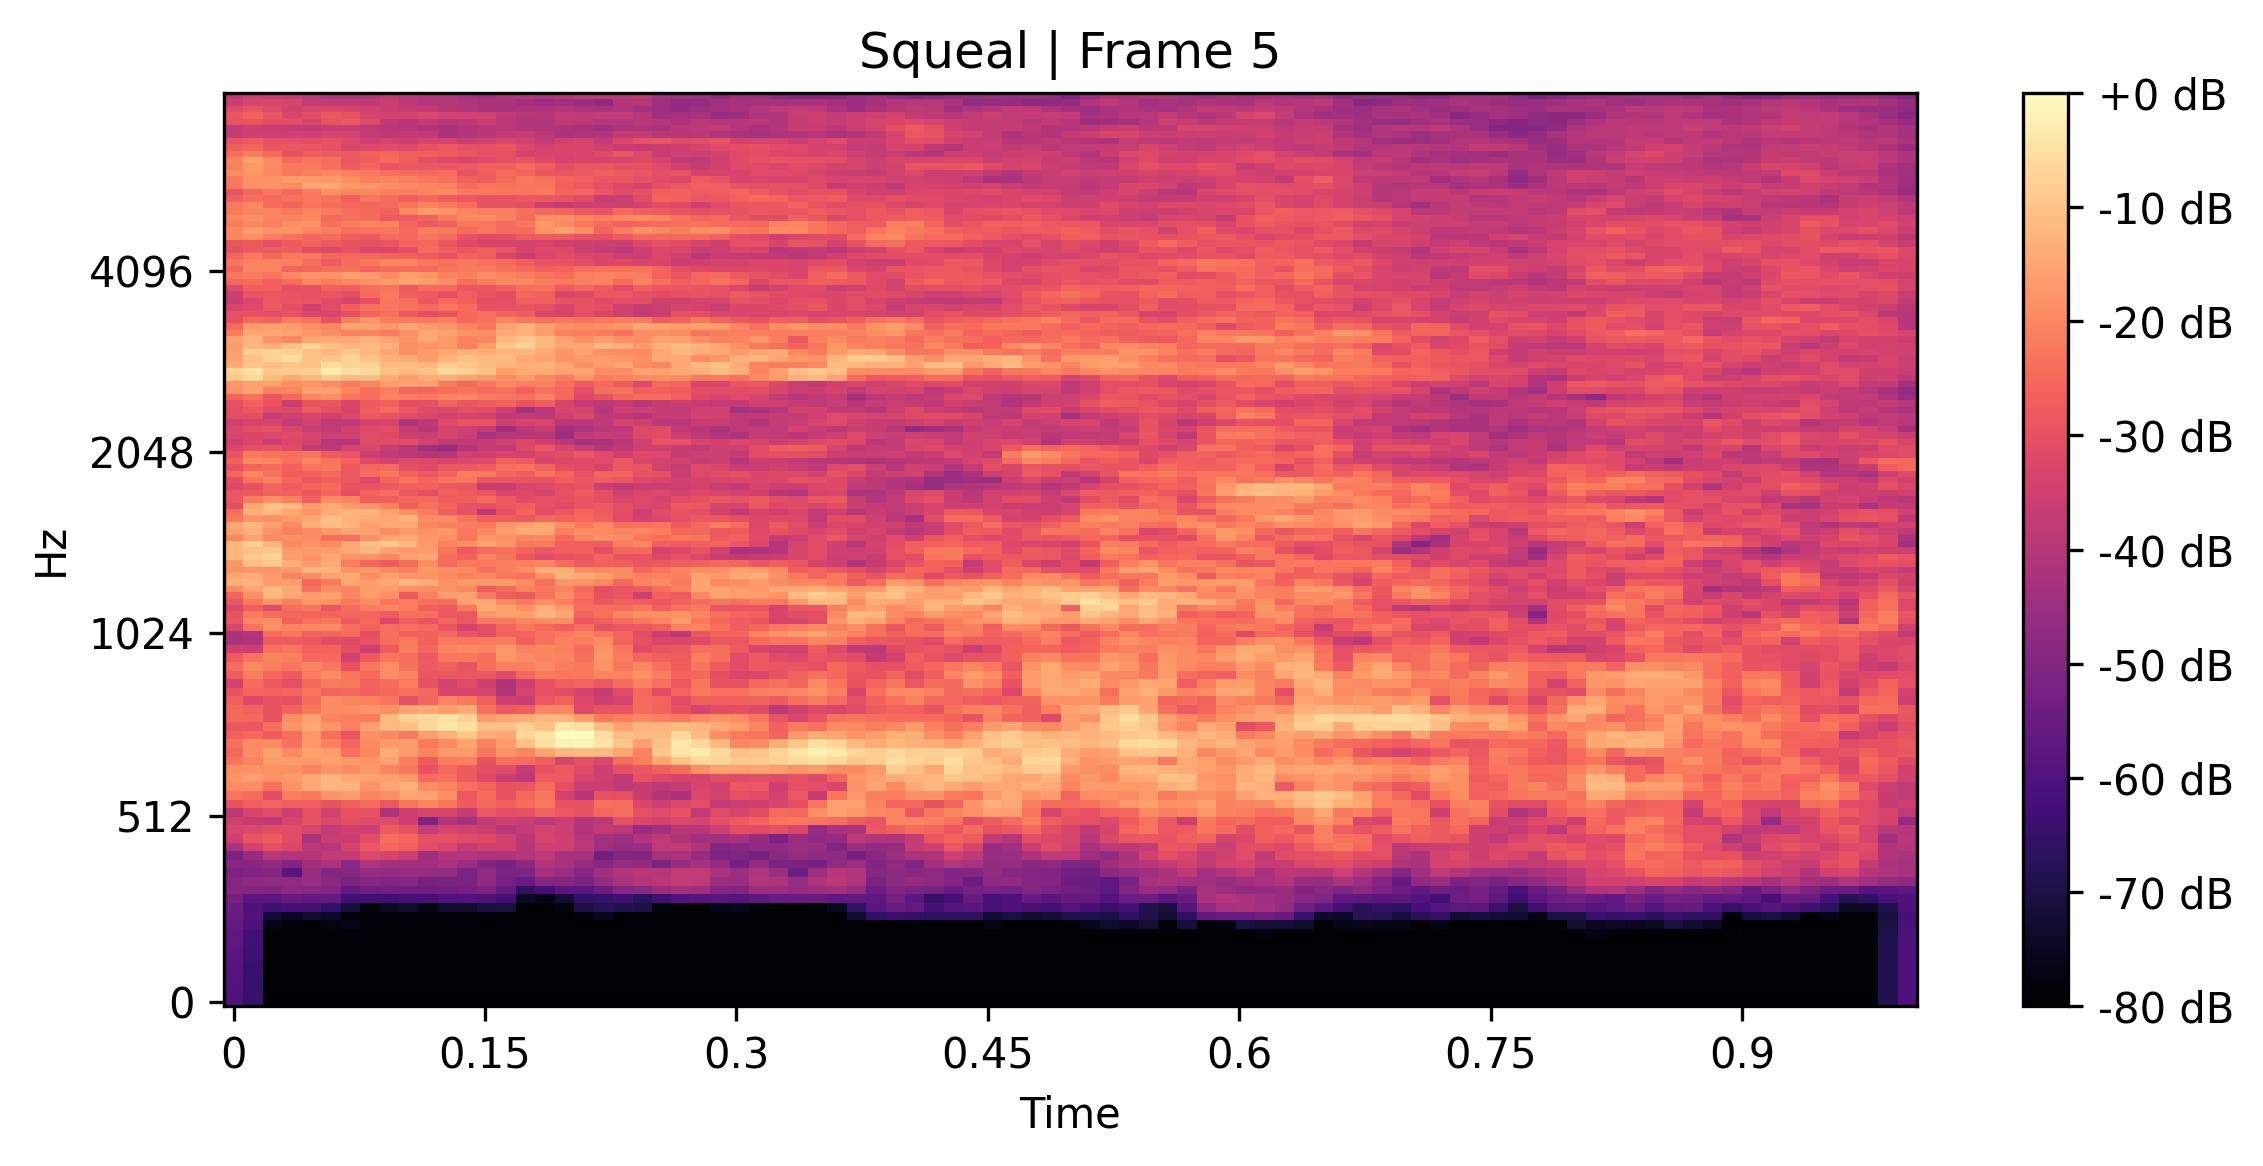 Squeal | Frame 5
Hz
4096
2048
1024
512
0
0 0.15 0.3 0.45 0.6 0.75 0.9
Time
+0 dB
-10 dB
-20 dB
-30 dB
-40 dB
-50 dB
-60 dB
-70 dB
-80 dB